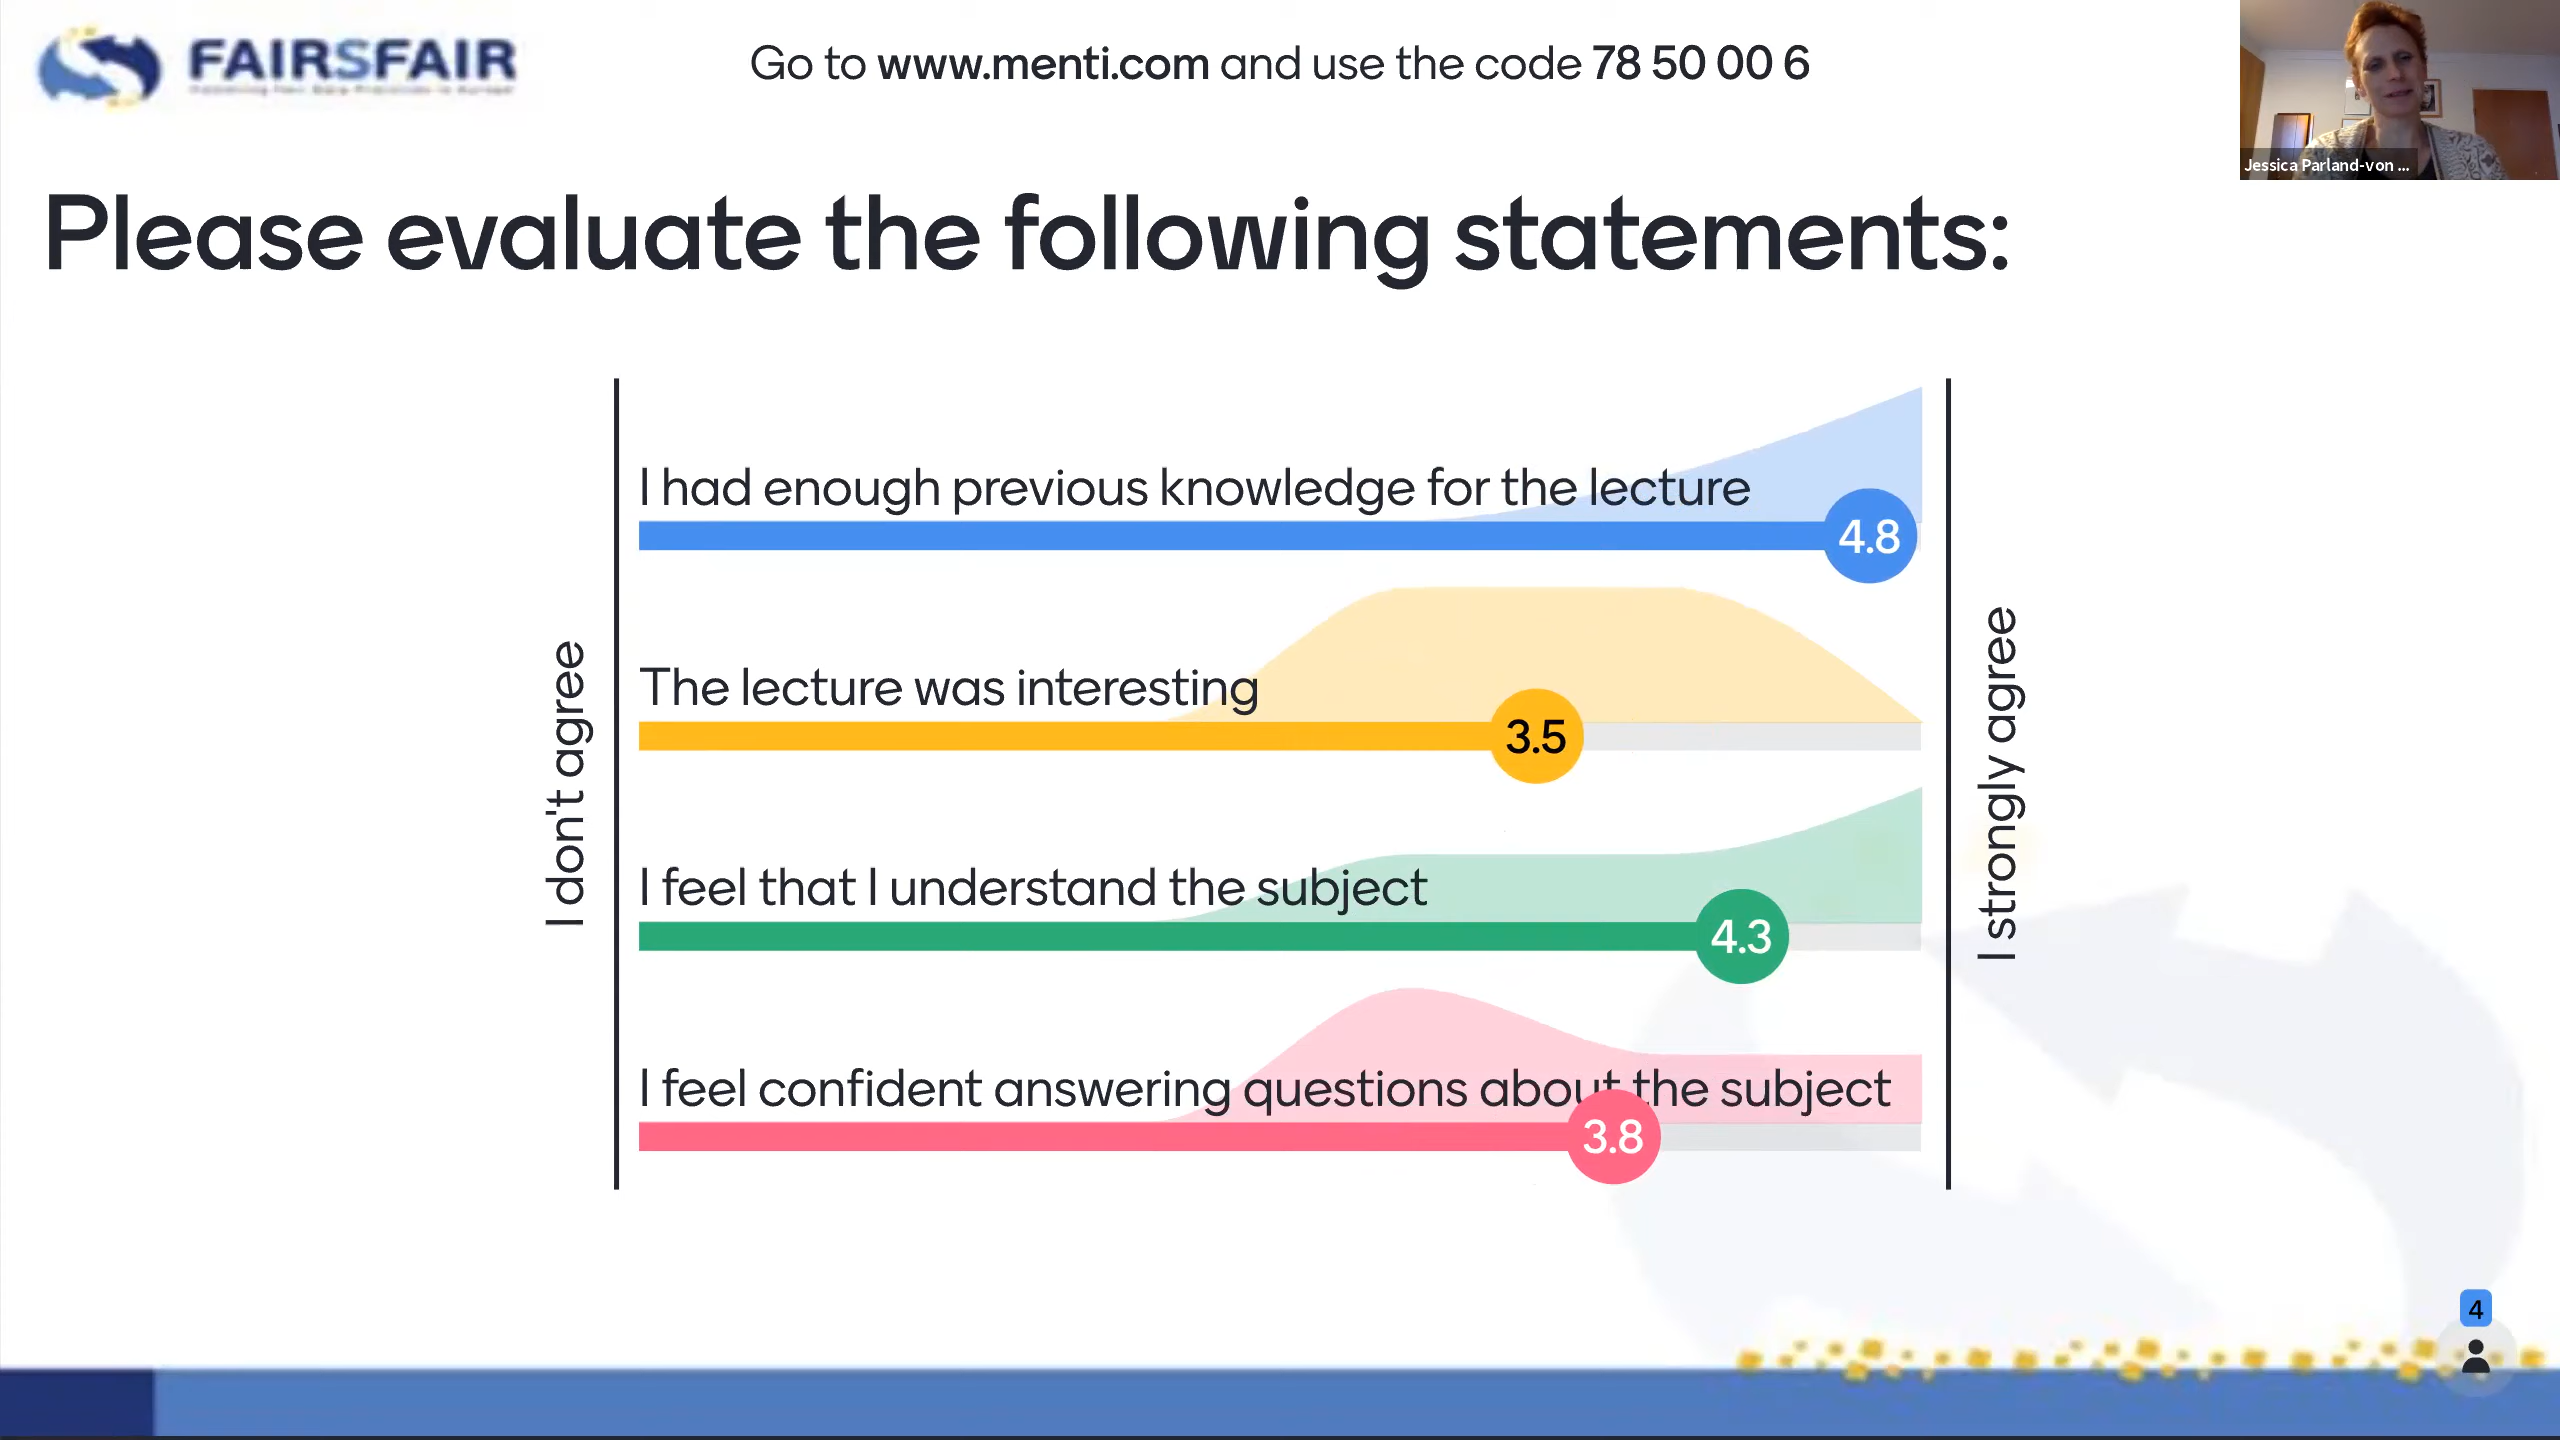 FAIRSFAIR
Go to www.menti.com and use the code 78 50 00 6
Jessica Parland-von ...
Please evaluate the following statements:
I don't agree
I had enough previous knowledge for the lecture
4.8
The lecture was interesting
3.5
I feel that I understand the subject
4.3
I feel confident answering questions about the subject
3.8
I strongly agree
4